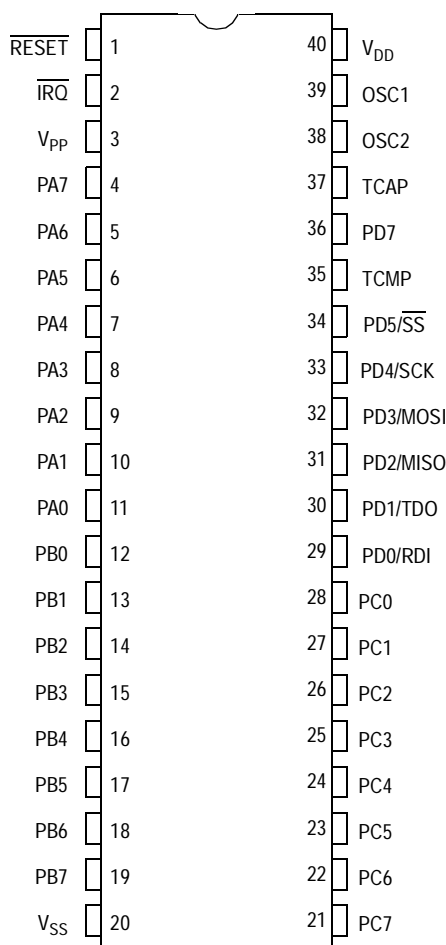 RESET 1 40 VDD
IRQ 2 39 OSC1
VPP 3 38 OSC2
PA7 4 37 TCAP
PA6 5 36 PD7
PA5 6 35 TCMP
PA4 7 34 PD5/SS
PA3 8 33 PD4/SCK
PA2 9 32 PD3/MOSI
PA1 10 31 PD2/MISO
PA0 11 30 PD1/TDO
PB0 12 29 PD0/RDI
PB1 13 28 PC0
PB2 14 27 PC1
PB3 15 26 PC2
PB4 16 25 PC3
PB5 17 24 PC4
PB6 18 23 PC5
PB7 19 22 PC6
VSS 20 21 PC7